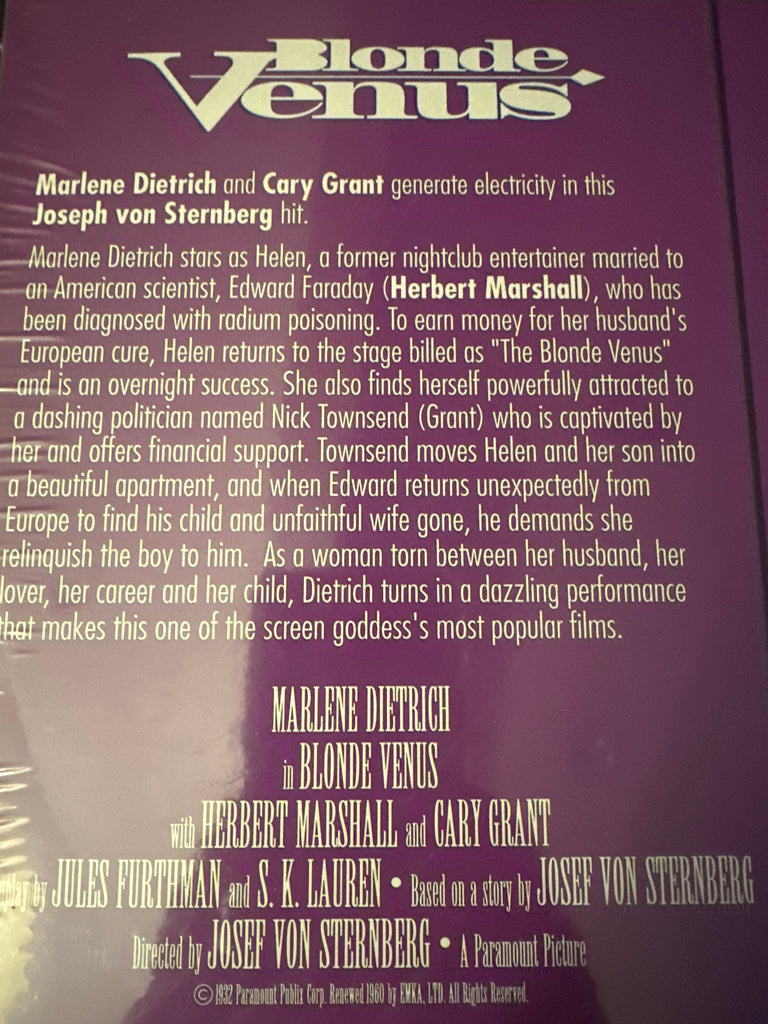 Blonde
Venus
Marlene Dietrich and Cary Grant generate electricity in this
Joseph von Sternberg hit.
Marlene Dietrich stars as Helen, a former nightclub entertainer married to
an American scientist, Edward Faraday (Herbert Marshall), who has
been diagnosed with radium poisoning. To earn money for her husband's
European cure, Helen returns to the stage billed as "The Blonde Venus"
and is an overnight success. She also finds herself powerfully attracted to
a dashing politician named Nick Townsend (Grant) who is captivated by
her and offers financial support. Townsend moves Helen and her son into
a beautiful apartment, and when Edward returns unexpectedly from
Europe to find his child and unfaithful wife gone, he demands she
relinquish the boy to him. As a woman torn between her husband, her
lover, her career and her child, Dietrich turns in a dazzling performance
that makes this one of the screen goddess's most popular films.
MARLENE DIETRICH
in BLONDE VENUS
with HERBERT MARSHALL and CARY GRANT
by JULES FURTHMAN and S. K. LAUREN • Based on a story by JOSEF VON STERNBERG
Directed by JOSEF VON STERNBERG • A Paramount Picture
© 1932 Paramount Publix Corp. Renewed 1960 by EMKA, LTD. All Rights Reserved.